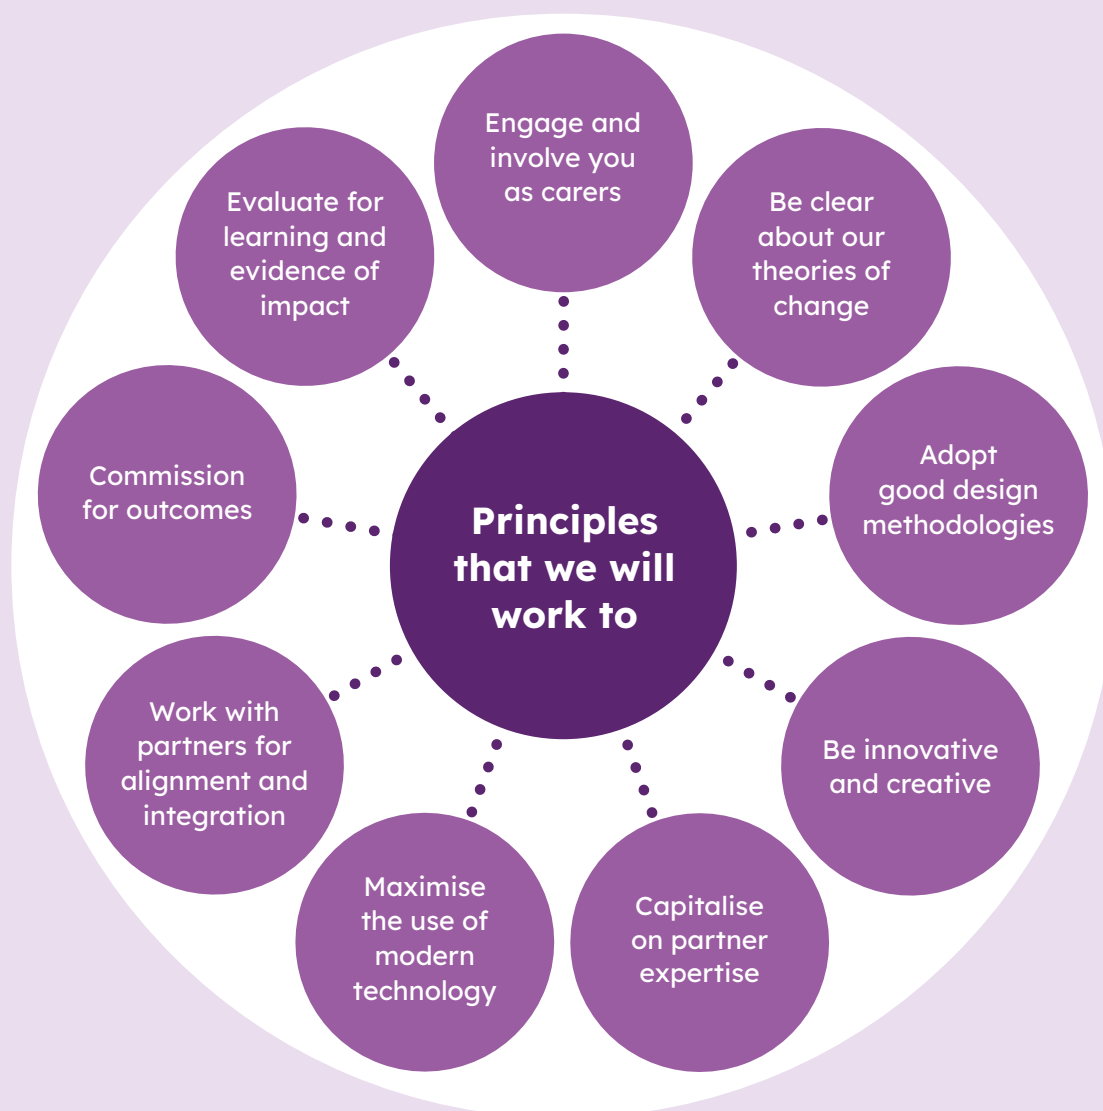 Engage and
involve you
as carers
Be clear
about our
theories of
change
Adopt
good design
methodologies
Be innovative
and creative
Capitalise
on partner
expertise
Maximise
the use of
modern
technology
Work with
partners for
alignment and
integration
Commission
for outcomes
Evaluate for
learning and
evidence of
impact
Principles
that we will
work to